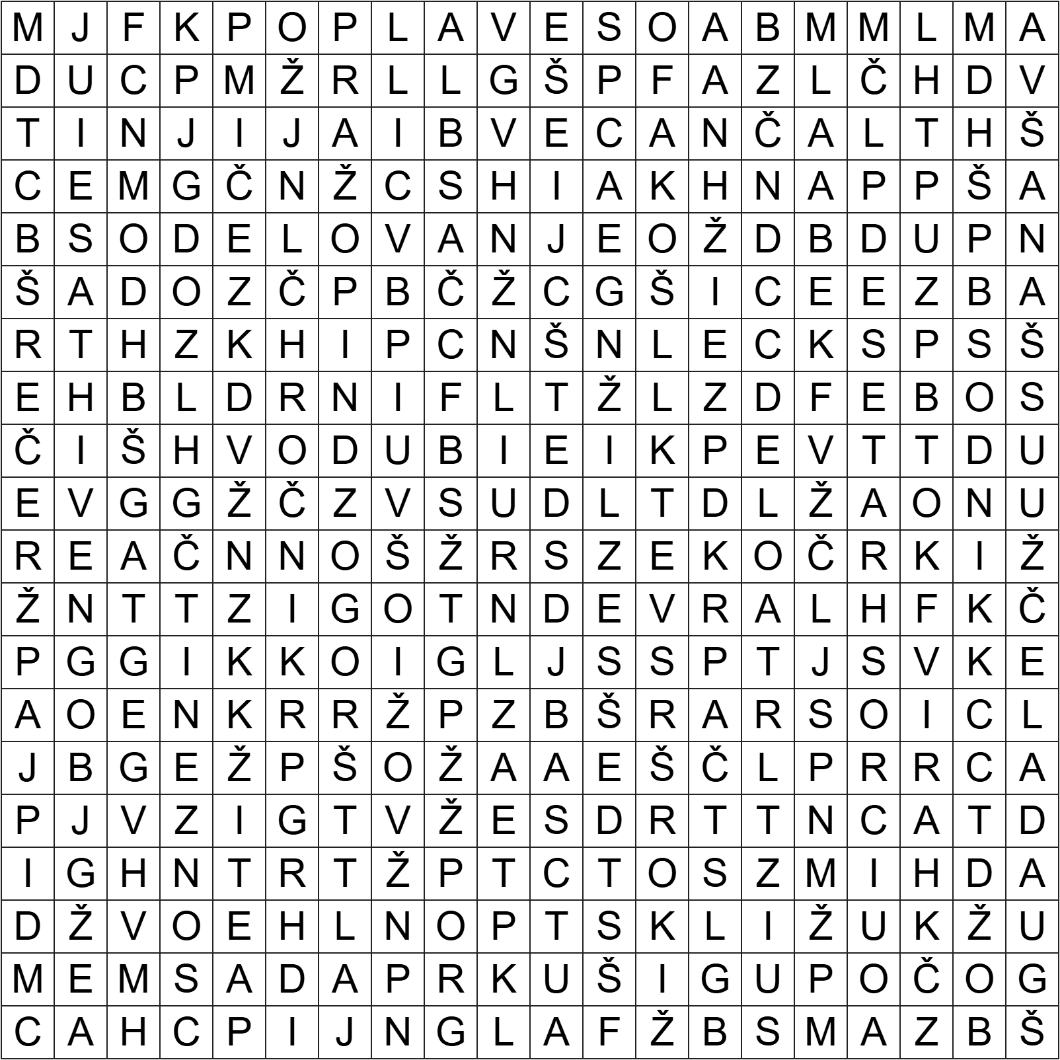 M J F K P O P L A V E S O A B M M L M A
D U C P M Ž R L L G Š P F A Z L Č H D V
T I N J I J A I B V E C A N Č A L T H Š
C E M G Č N Ž C S H I A K H N A P P Š A
B S O D E L O V A N J E O Ž D B D U P N
Š A D O Z Č P B Č Ž C G Š I C E E Z B A
R T H Z K H I P C N Š N L E C K S P S Š
E H B L D R N I F L T Ž L Z D F E B O S
Č I Š H V O D U B I E I K P E V T T D U
E V G G Ž Č Z V S U D L T D L Ž A O N U
R E A Č N N O Š Ž R S Z E K O Č R K I Ž
Ž N T T Z I G O T N D E V R A L H F K Č
P G G I K K O I G L J S S P T J S V K E
A O E N K R R Ž P Z B Š R A R S O I C L
J B G E Ž P Š O Ž A A E Š Č L P R R C A
P J V Z I G T V Ž E S D R T T N C A T D
I G H N T R T Ž P T C T O S Z M I H D A
D Ž V O E H L N O P T S K L I Ž U K Ž U
M E M S A D A P R K U Š I G U P O Č O G
C A H C P I J N G L A F Ž B S M A Z B Š